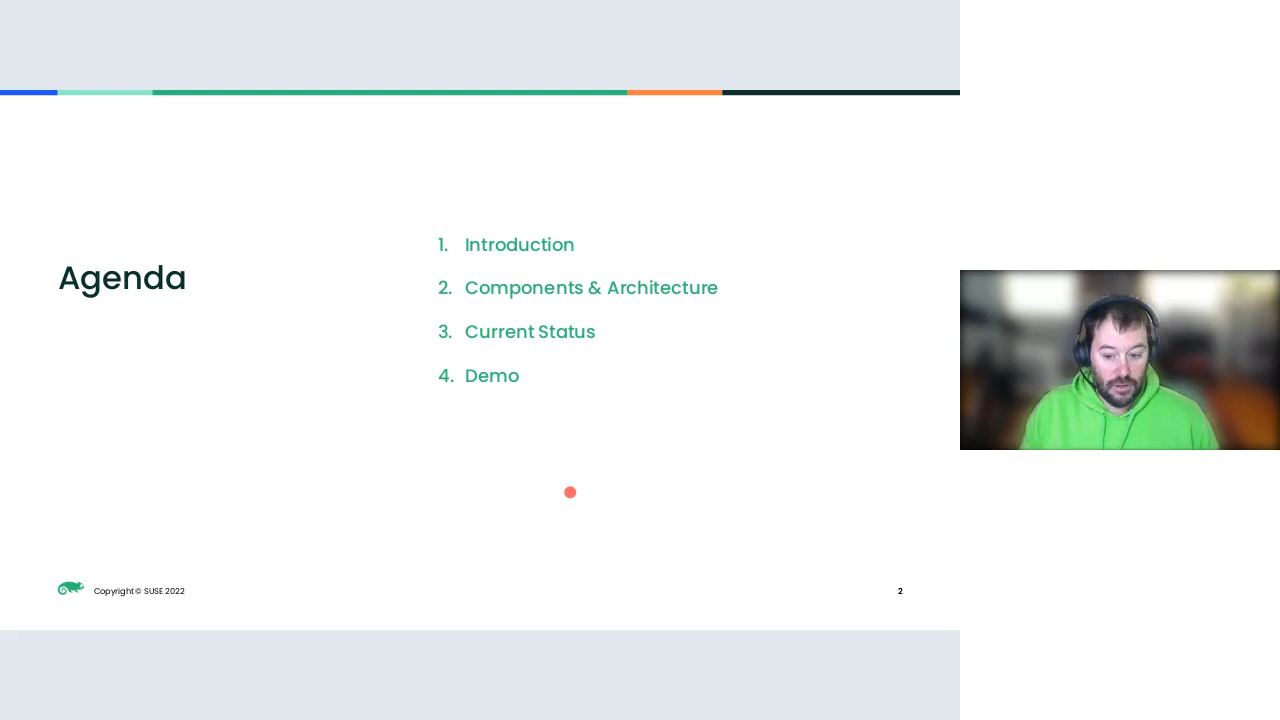 Agenda
1. Introduction
2. Components & Architecture
3. Current Status
4. Demo
Copyright © SUSE 2022
2